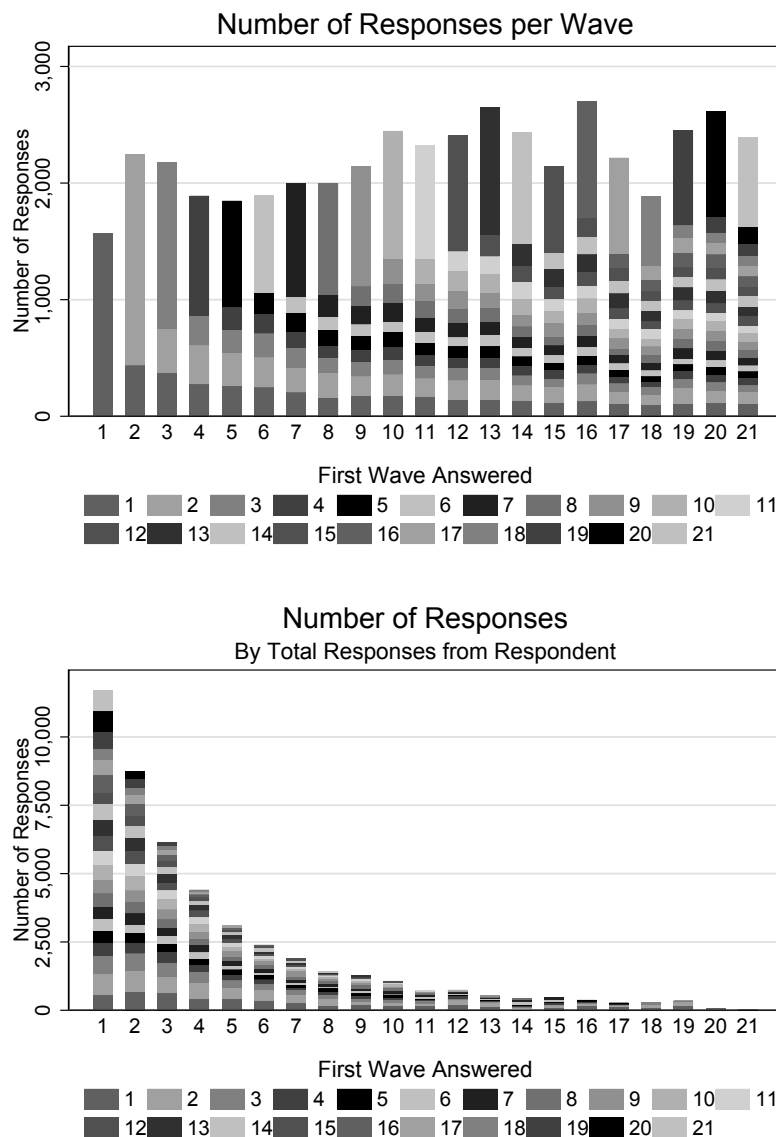 Number of Responses per Wave
Number of Responses
3,000
2,000
1,000
0
1 2 3 4 5 6 7 8 9 10 11 12 13 14 15 16 17 18 19 20 21
First Wave Answered
1 2 3 4 5 6 7 8 9 10 11
12 13 14 15 16 17 18 19 20 21
Number of Responses
By Total Responses from Respondent
Number of Responses
10,000
7,500
5,000
2,500
0
1 2 3 4 5 6 7 8 9 10 11 12 13 14 15 16 17 18 19 20 21
First Wave Answered
1 2 3 4 5 6 7 8 9 10 11
12 13 14 15 16 17 18 19 20 21